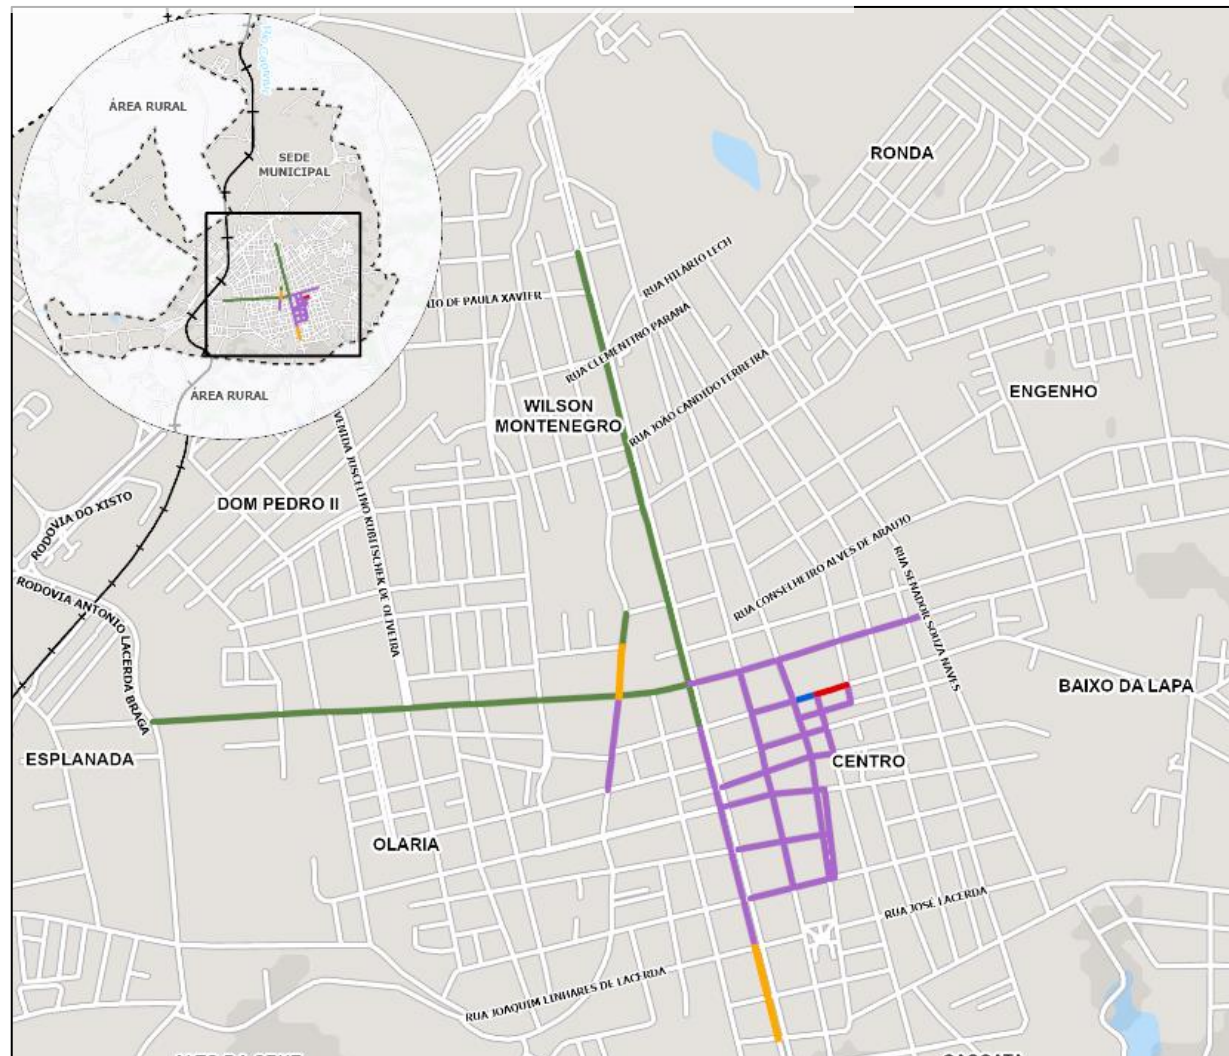 ÁREA RURAL
SEDE
MUNICIPAL
RONDA
RUA HILÁRIO LECH
DE PAULA XAVIER
RUA CLEMENTINO PARANÁ
RUA JOÃO CANDIDO FERREIRA
ÁREA RURAL
ENGENHO
WILSON
MONTENEGRO
DOM PEDRO II
RODOVIA DO XISTO
VENIDA JUSCELINO KUBITSCHEK DE OLIVEIRA
RUA CONSELHEIRO ALVES DE ARAUJO
RUA SENADOR SOUZA NAVES
RODOVIA ANTONIO LACERDA BRAGA
BAIXO DA LAPA
ESPLANADA
CENTRO
OLARIA
RUA JOSÉ LACERDA
RUA JOAQUIM LINHARES DE LACERDA